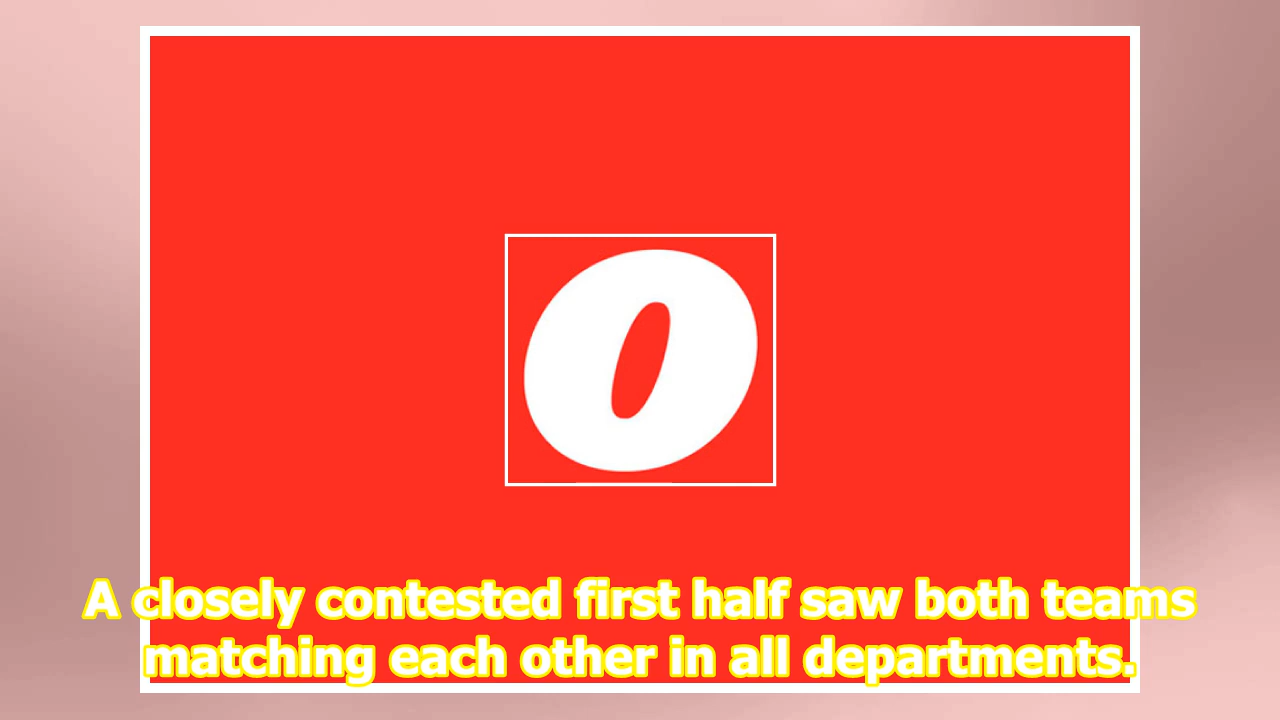 O
A closely contested first half saw both teams
matching each other in all departments.